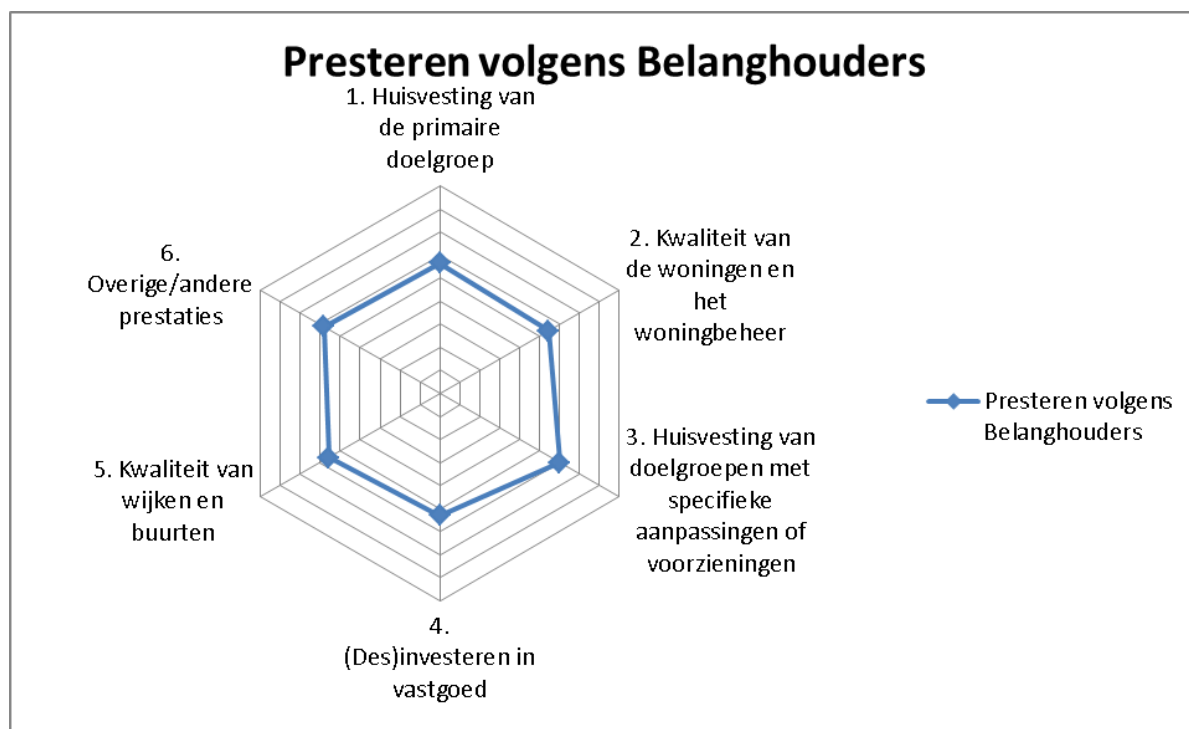 Presteren volgens Belanghouders
1. Huisvesting van
de primaire
doelgroep
2. Kwaliteit van
de woningen en
het
woningbeheer
3. Huisvesting van
doelgroepen met
specifieke
aanpassingen of
voorzieningen
4.
(Des)investeren in
vastgoed
5. Kwaliteit van
wijken en
buurten
6.
Overige/andere
prestaties
Presteren volgens
Belanghouders